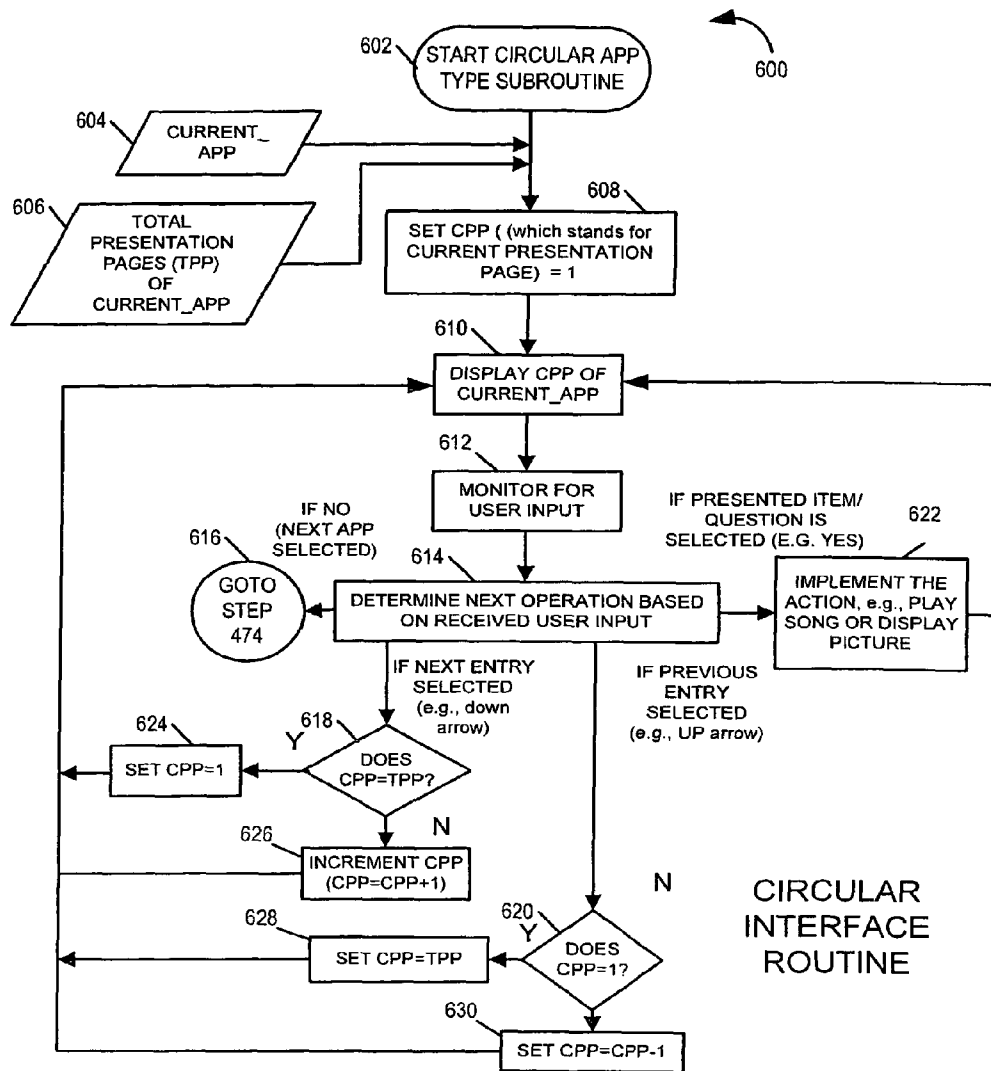 602
START CIRCULAR APP
TYPE SUBROUTINE
600
604
CURRENT_
APP
606
TOTAL
PRESENTATION
PAGES (TPP)
OF
CURRENT_APP
608
SET CPP ( (which stands for
CURRENT PRESENTATION
PAGE) = 1
610
DISPLAY CPP OF
CURRENT_APP
612
MONITOR FOR
USER INPUT
IF NO
(NEXT APP
SELECTED)
616
GOTO
STEP
474
614
DETERMINE NEXT OPERATION BASED
ON RECEIVED USER INPUT
IF PRESENTED ITEM/
QUESTION IS
SELECTED (E.G. YES)
622
IMPLEMENT THE
ACTION, e.g., PLAY
SONG OR DISPLAY
PICTURE
IF NEXT ENTRY
SELECTED
(e.g., down
arrow)
IF PREVIOUS
ENTRY
SELECTED
(e.g., UP arrow)
624
SET CPP=1
Y
618
DOES
CPP=TPP?
N
626
INCREMENT CPP
(CPP=CPP+1)
628
SET CPP=TPP
Y
620
DOES
CPP=1?
N
630
SET CPP=CPP-1
CIRCULAR
INTERFACE
ROUTINE